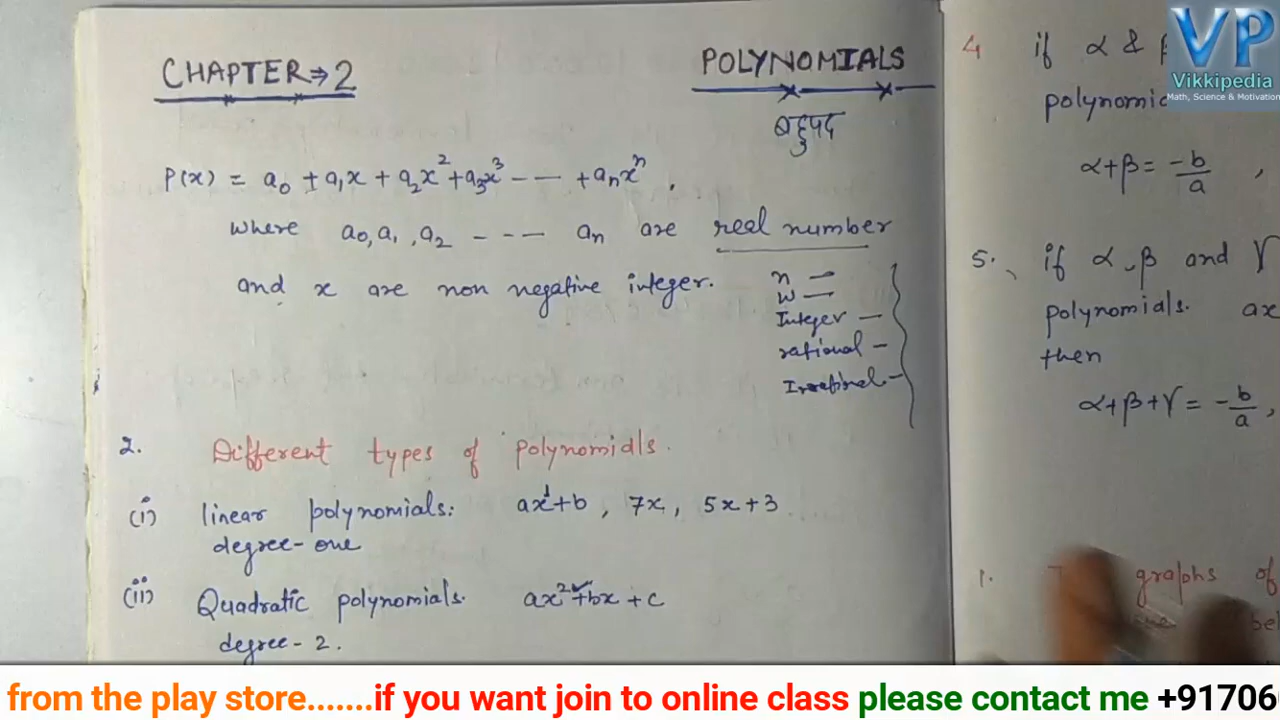 CHAPTER ⇒ 2
POLYNOMIALS
बहुपद
P(x) = a₀ + a₁x + a₂x² + a₃x³ -- -- + aₙxⁿ ,
where a₀, a₁ , a₂ - - -- aₙ are real number
and x are non negative integer.
n —
w —
Integer —
rational —
2. Different types of polynomials.
(i) linear polynomials: ax¹+b , 7x, 5x+3
degree-one
(ii) Quadratic polynomials. ax²+bx+c
degree-2.
4 if α & β
α+β = -b/a ,
5. if α, β and γ
polynomials. ax
then
α+β+γ = -b/a ,
1. graphs of
VP
Vikkipedia
Math, Science & Motivation
from the play store.......if you want join to online class please contact me +91706